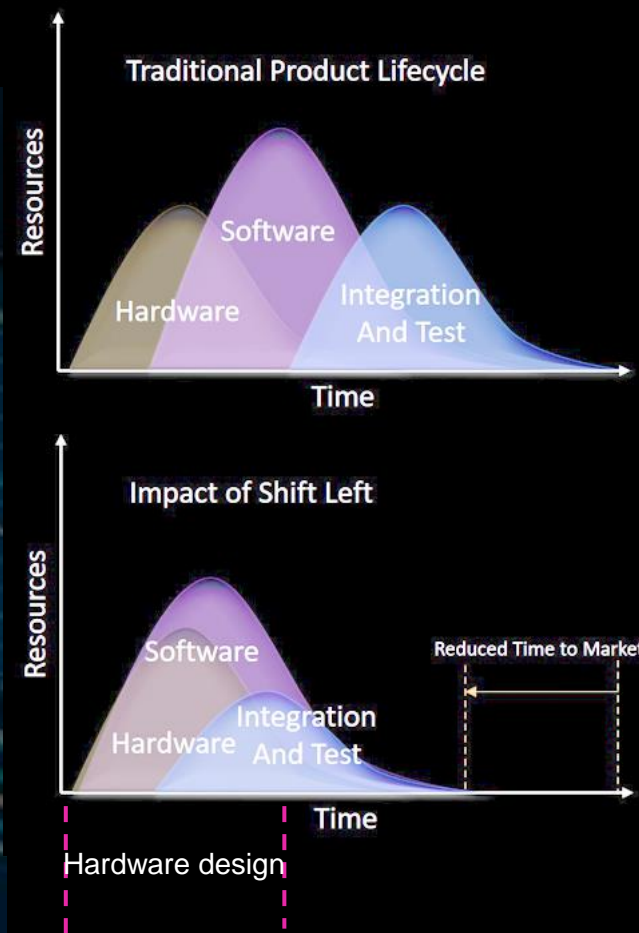 Traditional Product Lifecycle
Resources
Software
Hardware
Integration
And Test
Time
Impact of Shift Left
Resources
Reduced Time to Market
Software
Hardware
Integration
And Test
Time
Hardware design